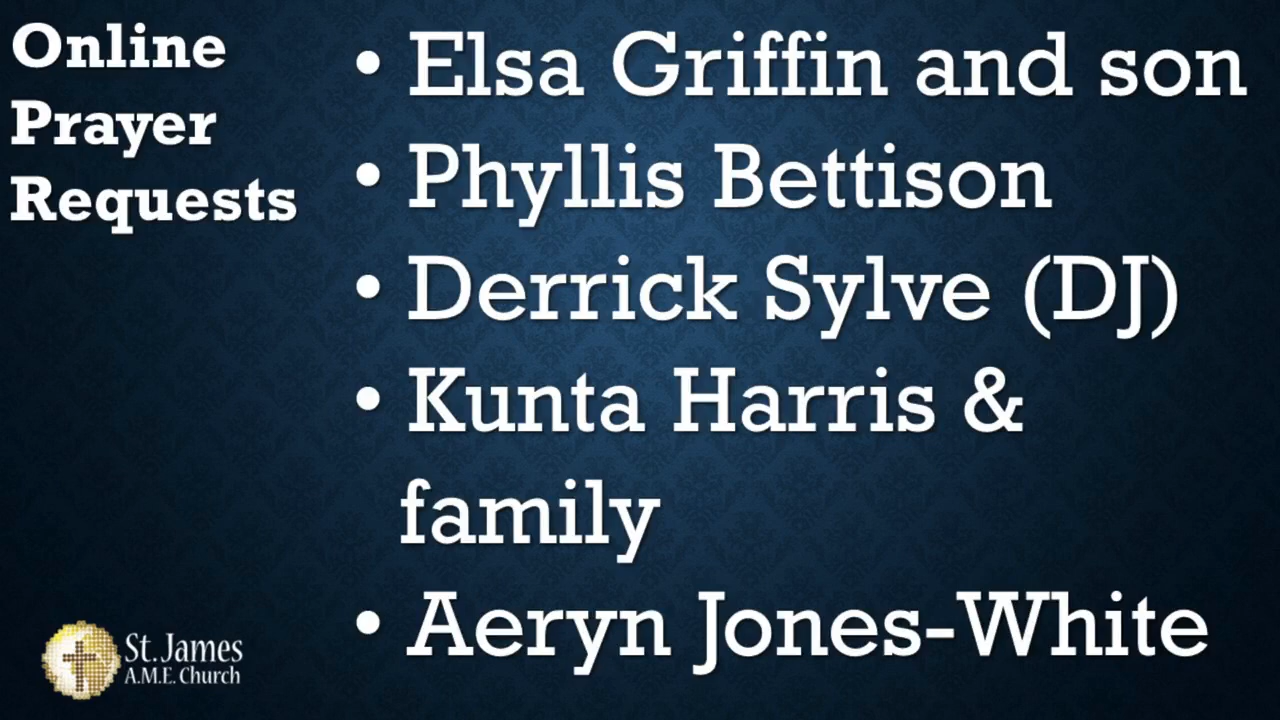 Online
Prayer
Requests
• Elsa Griffin and son
• Phyllis Bettison
• Derrick Sylve (DJ)
• Kunta Harris &
family
• Aeryn Jones-White
St. James
A.M.E. Church